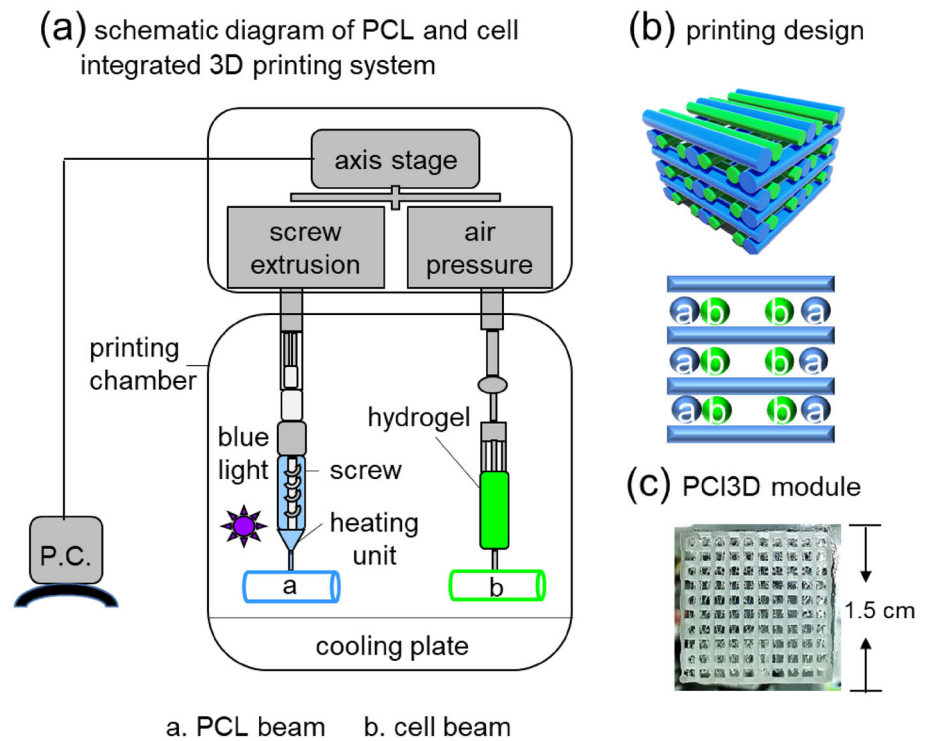 (a) schematic diagram of PCL and cell
integrated 3D printing system
axis stage
screw
extrusion
air
pressure
printing
chamber
hydrogel
blue
light
screw
heating
unit
P.C.
a
b
cooling plate
a. PCL beam b. cell beam
(b) printing design
a b b a
a b b a
a b b a
(c) PCI3D module
1.5 cm